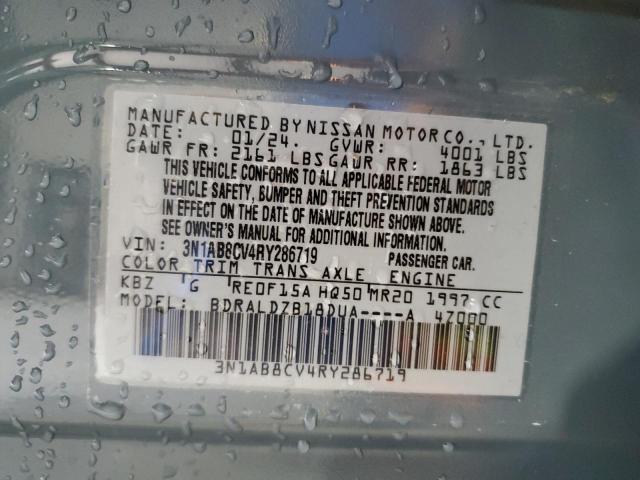 MANUFACTURED BY NISSAN MOTOR CO., LTD.
DATE: 01/24. GVWR: 4001 LBS
GAWR FR: 2161 LBS GAWR RR: 1863 LBS
THIS VEHICLE CONFORMS TO ALL APPLICABLE FEDERAL MOTOR
VEHICLE SAFETY, BUMPER AND THEFT PREVENTION STANDARDS
IN EFFECT ON THE DATE OF MANUFACTURE SHOWN ABOVE.
SEE OWNER'S MANUAL FOR ADDITIONAL INFORMATION.
VIN: 3N1AB8CV4RY286719 PASSENGER CAR.
COLOR TRIM TRANS AXLE ENGINE
KBZ G RE0F15A HQ50 MR20 1997 CC
MODEL: BDRALDZB18DUA----A 47000
3N1AB8CV4RY286719